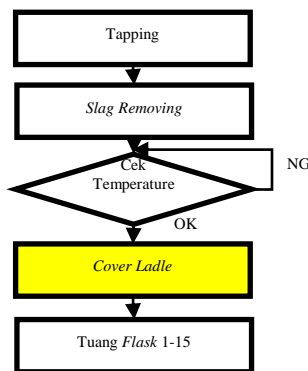 Tapping
Slag Removing
Cek
Temperature
NG
OK
Cover Ladle
Tuang Flask 1-15